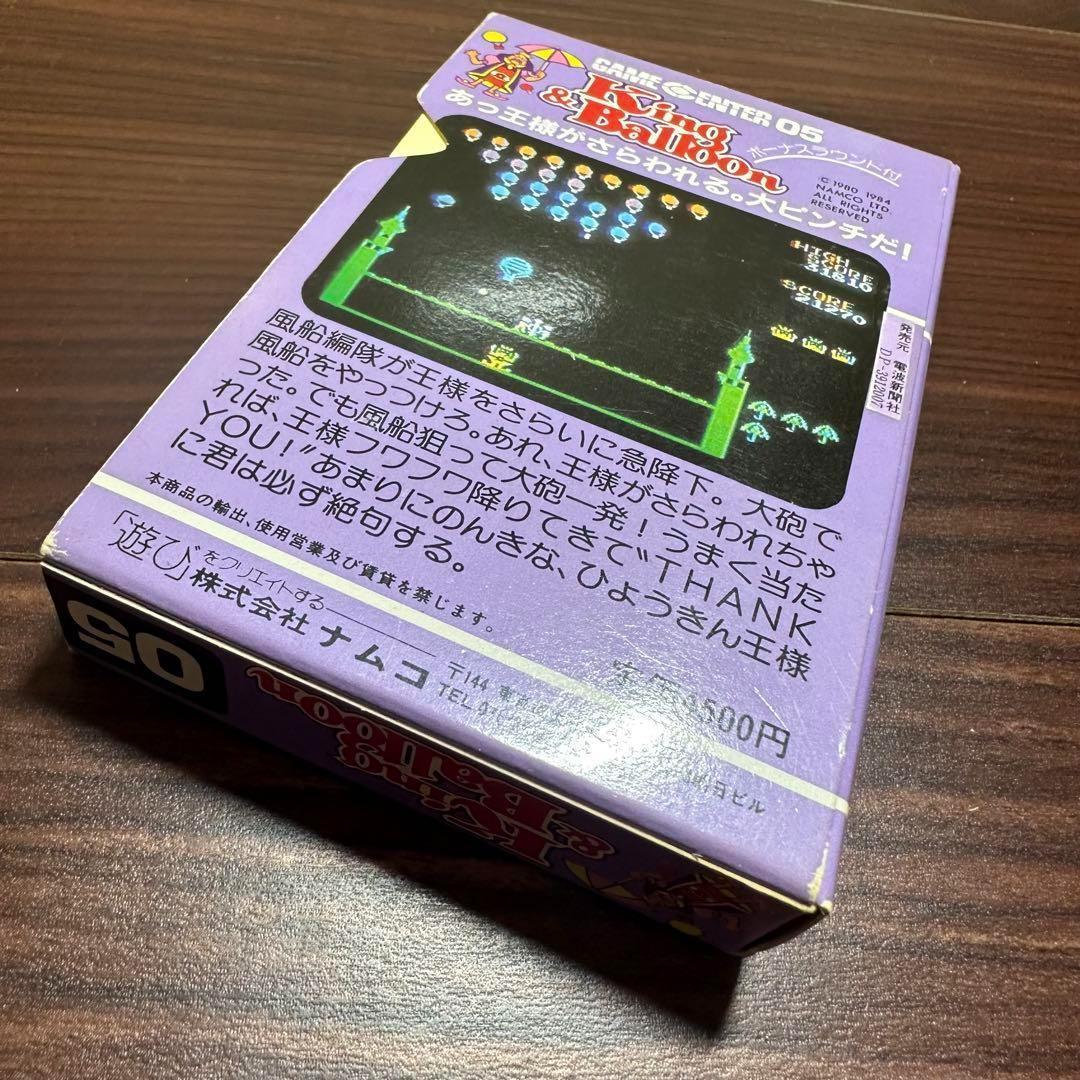 GAME CENTER 05
King
& Balloon
ボーナスラウンド付
あっ王様がさらわれる。大ピンチだ!
© 1980 1984
NAMCO LTD.
ALL RIGHTS
RESERVED
HIGH
SCORE
31810
SCORE
21270
発売元 電波新聞社
DP-3912007
風船編隊が王様をさらいに急降下。大砲で
風船をやっつけろ。あれ、王様がさらわれちゃ
った。でも風船狙って大砲一発!うまく当た
れば、王様フワフワ降りてきて"THANK
YOU!"あまりにのんきな、ひょうきん王様
に君は必ず絶句する。
本商品の輸出、使用営業及び賃貸を禁じます。
「遊び」をクリエイトする
株式会社 ナムコ
〒144
TEL
500円
ビル
05
King
& Balloon